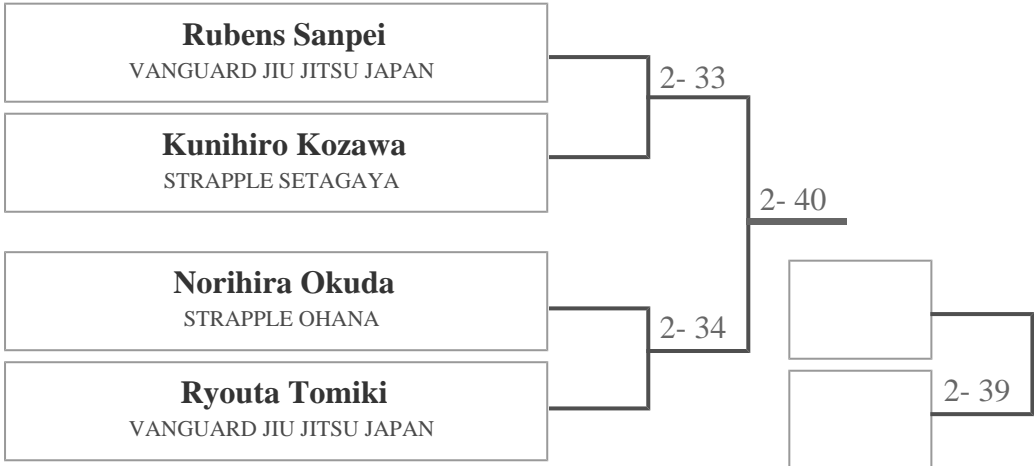 Rubens Sanpei
VANGUARD JIU JITSU JAPAN
2- 33
Kunihiro Kozawa
STRAPPLE SETAGAYA
2- 40
Norihira Okuda
STRAPPLE OHANA
2- 34
Ryouta Tomiki
VANGUARD JIU JITSU JAPAN
2- 39